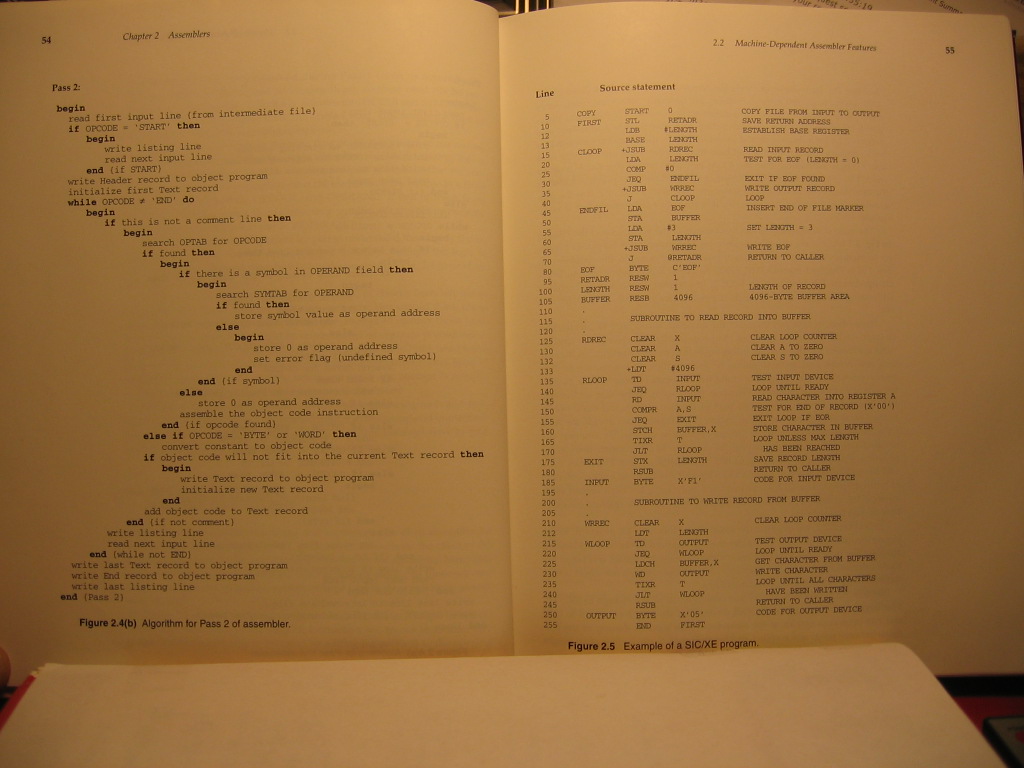 54 Chapter 2 Assemblers
Pass 2:
begin
read first input line (from intermediate file)
if OPCODE = 'START' then
begin
write listing line
read next input line
end (if START)
write Header record to object program
initialize first Text record
while OPCODE ≠ 'END' do
begin
if this is not a comment line then
begin
search OPTAB for OPCODE
if found then
begin
if there is a symbol in OPERAND field then
begin
search SYMTAB for OPERAND
if found then
store symbol value as operand address
else
begin
store 0 as operand address
set error flag (undefined symbol)
end
end (if symbol)
else
store 0 as operand address
assemble the object code instruction
end (if opcode found)
else if OPCODE = 'BYTE' or 'WORD' then
convert constant to object code
if object code will not fit into the current Text record then
begin
write Text record to object program
initialize new Text record
end
add object code to Text record
end (if not comment)
write listing line
read next input line
end (while not END)
write last Text record to object program
write End record to object program
write last listing line
end (Pass 2)
Figure 2.4(b) Algorithm for Pass 2 of assembler.
2.2 Machine-Dependent Assembler Features 55
Line Source statement
5 COPY START 0 COPY FILE FROM INPUT TO OUTPUT
10 FIRST STL RETADR SAVE RETURN ADDRESS
12 LDB #LENGTH ESTABLISH BASE REGISTER
13 BASE LENGTH
15 CLOOP +JSUB RDREC READ INPUT RECORD
20 LDA LENGTH TEST FOR EOF (LENGTH = 0)
25 COMP #0
30 JEQ ENDFIL EXIT IF EOF FOUND
35 +JSUB WRREC WRITE OUTPUT RECORD
40 J CLOOP LOOP
45 ENDFIL LDA EOF INSERT END OF FILE MARKER
50 STA BUFFER
55 LDA #3 SET LENGTH = 3
60 STA LENGTH
65 +JSUB WRREC WRITE EOF
70 J @RETADR RETURN TO CALLER
80 EOF BYTE C'EOF'
95 RETADR RESW 1
100 LENGTH RESW 1 LENGTH OF RECORD
105 BUFFER RESB 4096 4096-BYTE BUFFER AREA
110 .
115 . SUBROUTINE TO READ RECORD INTO BUFFER
120 .
125 RDREC CLEAR X CLEAR LOOP COUNTER
130 CLEAR A CLEAR A TO ZERO
132 CLEAR S CLEAR S TO ZERO
133 +LDT #4096
135 RLOOP TD INPUT TEST INPUT DEVICE
140 JEQ RLOOP LOOP UNTIL READY
145 RD INPUT READ CHARACTER INTO REGISTER A
150 COMPR A,S TEST FOR END OF RECORD (X'00')
155 JEQ EXIT EXIT LOOP IF EOR
160 STCH BUFFER,X STORE CHARACTER IN BUFFER
165 TIXR T LOOP UNLESS MAX LENGTH
170 JLT RLOOP HAS BEEN REACHED
175 EXIT STX LENGTH SAVE RECORD LENGTH
180 RSUB RETURN TO CALLER
185 INPUT BYTE X'F1' CODE FOR INPUT DEVICE
195 .
200 . SUBROUTINE TO WRITE RECORD FROM BUFFER
205 .
210 WRREC CLEAR X CLEAR LOOP COUNTER
212 LDT LENGTH
215 WLOOP TD OUTPUT TEST OUTPUT DEVICE
220 JEQ WLOOP LOOP UNTIL READY
225 LDCH BUFFER,X GET CHARACTER FROM BUFFER
230 WD OUTPUT WRITE CHARACTER
235 TIXR T LOOP UNTIL ALL CHARACTERS
240 JLT WLOOP HAVE BEEN WRITTEN
245 RSUB RETURN TO CALLER
250 OUTPUT BYTE X'05' CODE FOR OUTPUT DEVICE
255 END FIRST
Figure 2.5 Example of a SIC/XE program.